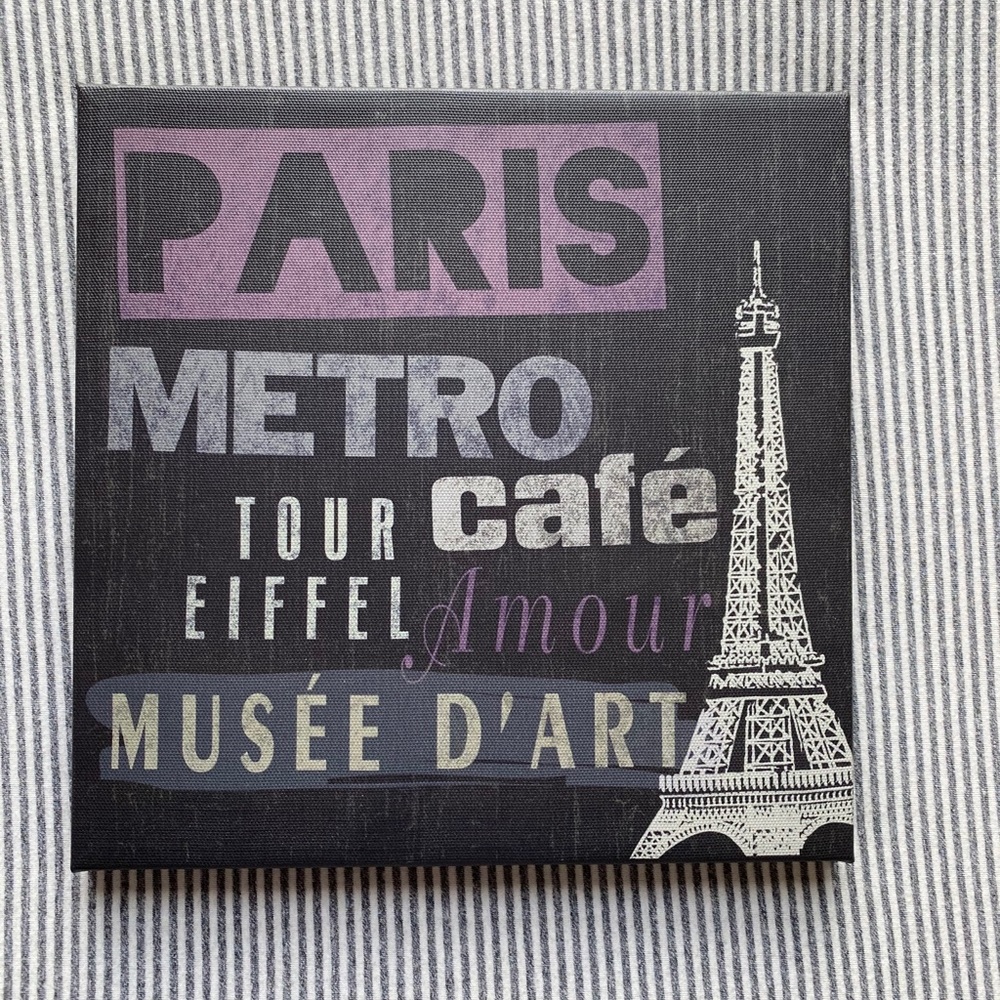 PARIS
METRO
café
TOUR
EIFFEL
Amour
MUSÉE D'ART